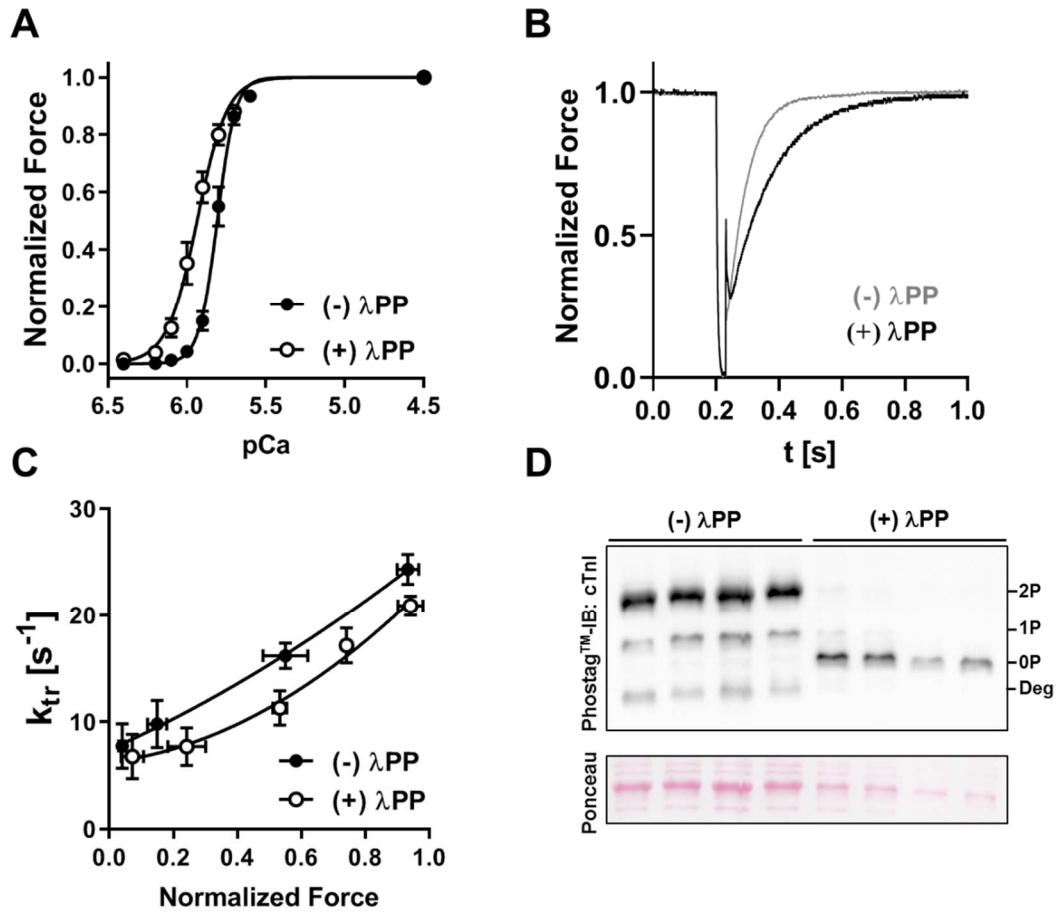 A
Normalized Force
1.0
0.8
0.6
0.4
0.2
0.0
6.5 6.0 5.5 5.0 4.5
pCa
(-) λPP
(+) λPP
B
Normalized Force
1.0
0.5
0.0
0.0 0.2 0.4 0.6 0.8 1.0
t [s]
(-) λPP
(+) λPP
C
ktr [s-1]
30
20
10
0
0.0 0.2 0.4 0.6 0.8 1.0
Normalized Force
(-) λPP
(+) λPP
D
(-) λPP (+) λPP
Phostag™-IB: cTnI
2P
1P
0P
Deg
Ponceau